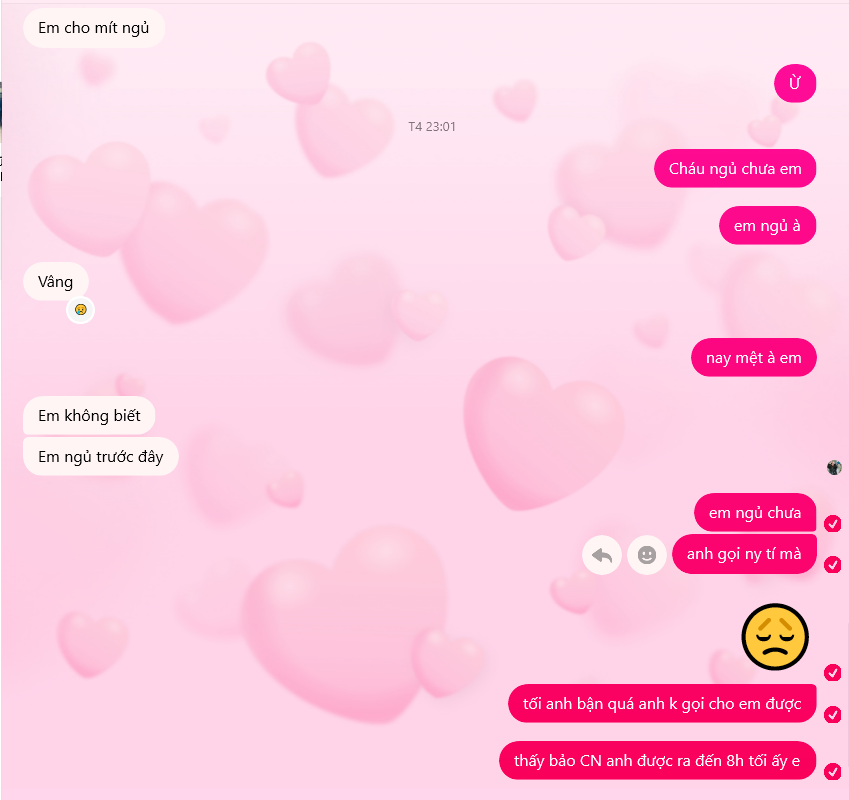 Em cho mít ngủ
Ừ
T4 23:01
Cháu ngủ chưa em
em ngủ à
Vâng
nay mệt à em
Em không biết
Em ngủ trước đây
em ngủ chưa
anh gọi ny tí mà
tối anh bận quá anh k gọi cho em được
thấy bảo CN anh được ra đến 8h tối ấy e